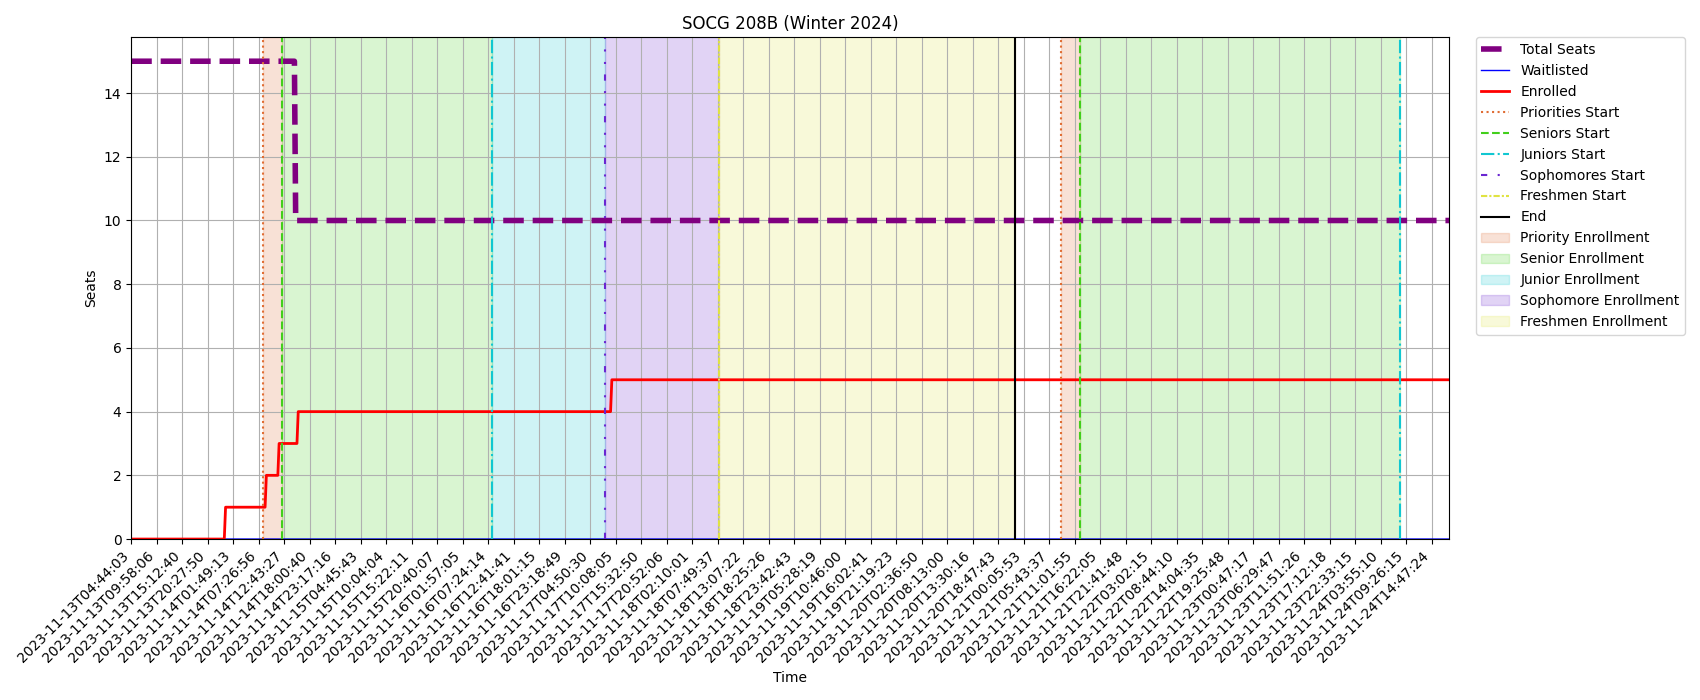 SOCG 208B (Winter 2024)
Total Seats
Waitlisted
Enrolled
Priorities Start
Seniors Start
Juniors Start
Sophomores Start
Freshmen Start
End
Priority Enrollment
Senior Enrollment
Junior Enrollment
Sophomore Enrollment
Freshmen Enrollment
Seats
14
12
10
8
6
4
2
0
2023-11-13T04:44:03
2023-11-13T09:58:06
2023-11-13T15:12:40
2023-11-13T20:27:50
2023-11-14T01:49:13
2023-11-14T07:26:56
2023-11-14T12:43:27
2023-11-14T18:00:40
2023-11-14T23:17:16
2023-11-15T04:45:43
2023-11-15T10:04:04
2023-11-15T15:22:11
2023-11-15T20:40:07
2023-11-16T01:57:05
2023-11-16T07:24:14
2023-11-16T12:41:41
2023-11-16T18:01:15
2023-11-16T23:18:49
2023-11-17T04:50:30
2023-11-17T10:08:05
2023-11-17T15:32:50
2023-11-17T20:52:06
2023-11-18T02:10:01
2023-11-18T07:49:37
2023-11-18T13:07:22
2023-11-18T18:25:26
2023-11-18T23:42:43
2023-11-19T05:28:19
2023-11-19T10:46:00
2023-11-19T16:02:41
2023-11-19T21:19:23
2023-11-20T02:36:50
2023-11-20T08:13:00
2023-11-20T13:30:16
2023-11-20T18:47:43
2023-11-21T00:05:53
2023-11-21T05:43:37
2023-11-21T11:01:55
2023-11-21T16:22:05
2023-11-21T21:41:48
2023-11-22T03:02:15
2023-11-22T08:44:10
2023-11-22T14:04:35
2023-11-22T19:25:48
2023-11-23T00:47:17
2023-11-23T06:29:47
2023-11-23T11:51:26
2023-11-23T17:12:18
2023-11-23T22:33:15
2023-11-24T03:55:10
2023-11-24T09:26:15
2023-11-24T14:47:24
Time